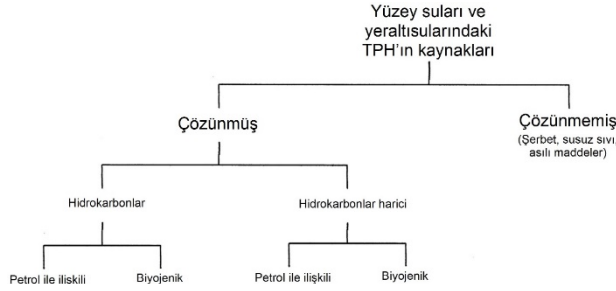 Yüzey suları ve
yeraltısularındaki
TPH'ın kaynakları
Çözünmüş
Çözünmemiş
(Şerbet, susuz sıvı,
asılı maddeler)
Hidrokarbonlar
Hidrokarbonlar harici
Petrol ile iliskili
Biyojenik
Petrol ile ilişkili
Biyojenik